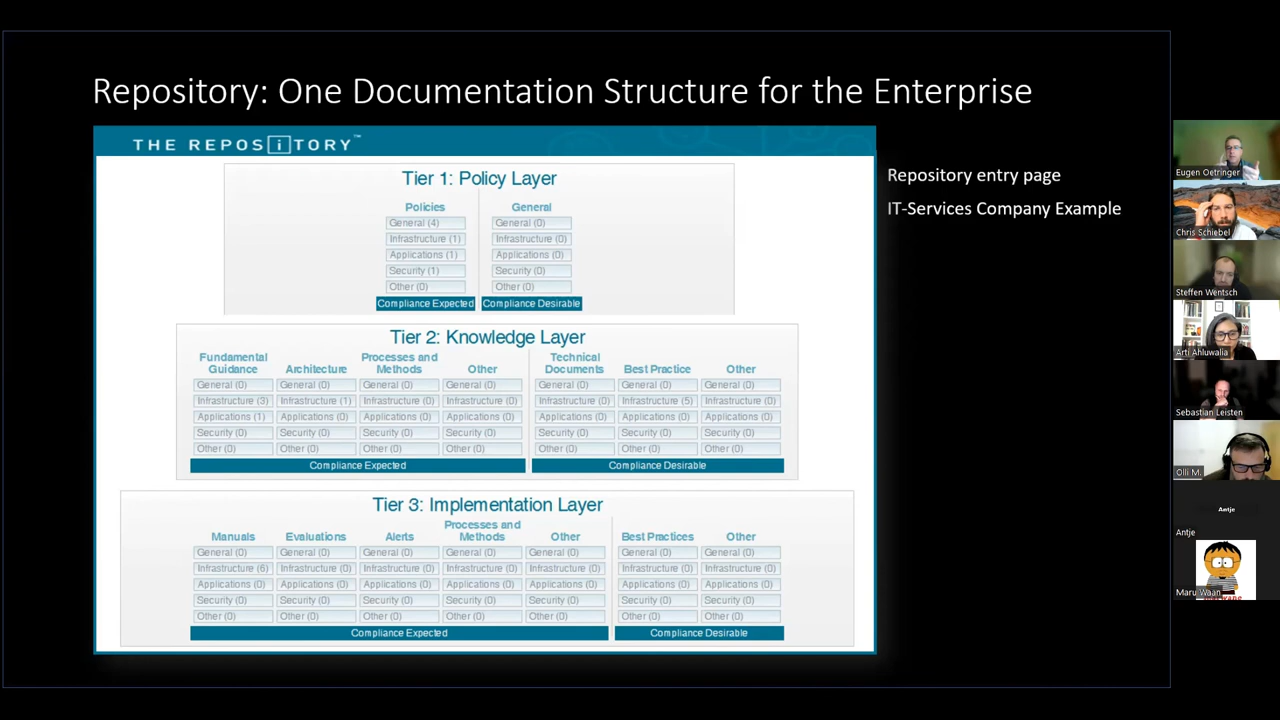 Repository: One Documentation Structure for the Enterprise
THE REPOS[i]TORY™
Tier 1: Policy Layer
Policies General
General (4) General (0)
Infrastructure (1) Infrastructure (0)
Applications (1) Applications (0)
Security (1) Security (0)
Other (0) Other (0)
Compliance Expected Compliance Desirable
Tier 2: Knowledge Layer
Fundamental Guidance Architecture Processes and Methods Other Technical Documents Best Practice Other
General (0) General (0) General (0) General (0) General (0) General (0) General (0)
Infrastructure (3) Infrastructure (1) Infrastructure (0) Infrastructure (0) Infrastructure (0) Infrastructure (5) Infrastructure (0)
Applications (1) Applications (0) Applications (0) Applications (0) Applications (0) Applications (0) Applications (0)
Security (0) Security (0) Security (0) Security (0) Security (0) Security (0) Security (0)
Other (0) Other (0) Other (0) Other (0) Other (0) Other (0) Other (0)
Compliance Expected Compliance Desirable
Tier 3: Implementation Layer
Manuals Evaluations Alerts Processes and Methods Other Best Practices Other
General (0) General (0) General (0) General (0) General (0) General (0) General (0)
Infrastructure (6) Infrastructure (0) Infrastructure (0) Infrastructure (0) Infrastructure (0) Infrastructure (0) Infrastructure (0)
Applications (0) Applications (0) Applications (0) Applications (0) Applications (0) Applications (0) Applications (0)
Security (0) Security (0) Security (0) Security (0) Security (0) Security (0) Security (0)
Other (0) Other (0) Other (0) Other (0) Other (0) Other (0) Other (0)
Compliance Expected Compliance Desirable
Repository entry page
IT-Services Company Example
Eugen Oetringer
Chris Schiebel
Steffen Wentsch
Arti Ahluwalia
Sebastian Leisten
Olli M.
Antje
Antje
Maru Waan